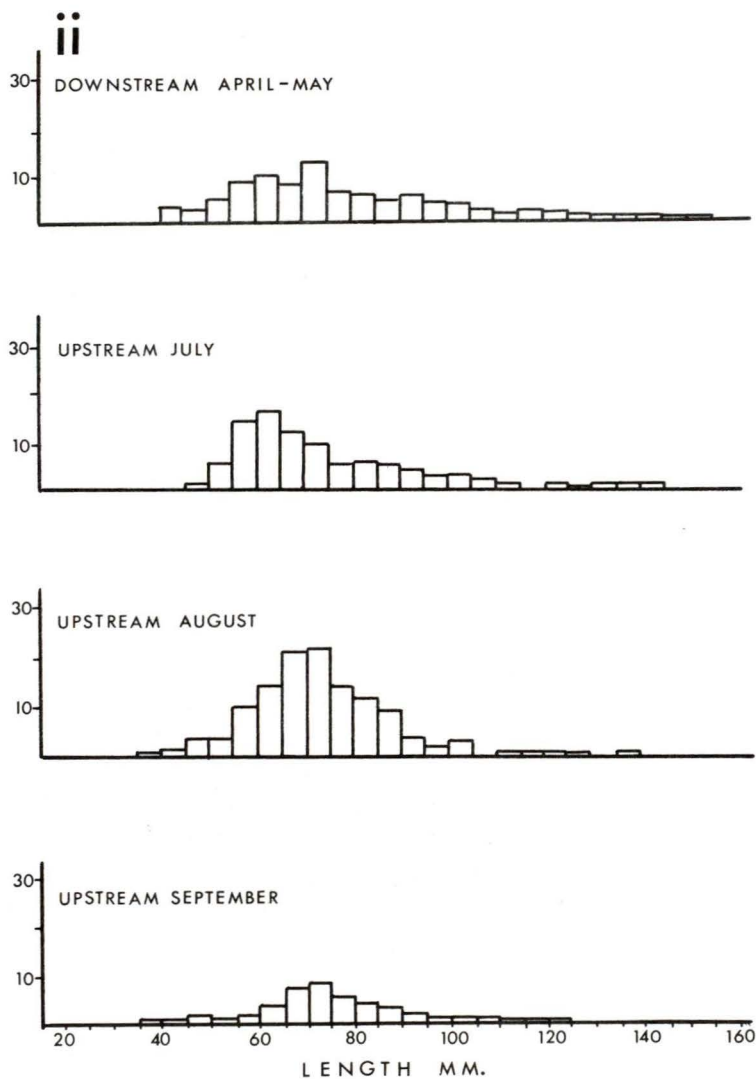 ii
30
DOWNSTREAM APRIL-MAY
10
30
UPSTREAM JULY
10
30
UPSTREAM AUGUST
10
30
UPSTREAM SEPTEMBER
10
20 40 60 80 100 120 140 160
LENGTH MM.